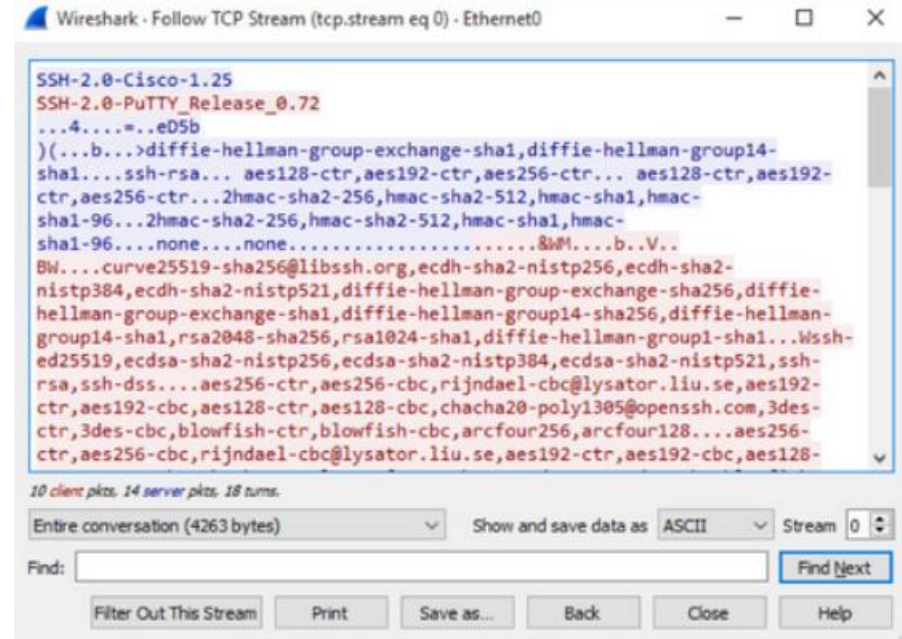 Wireshark · Follow TCP Stream (tcp.stream eq 0) · Ethernet0
SSH-2.0-Cisco-1.25
SSH-2.0-PuTTY_Release_0.72
...4....=..eD5b
)(...b...>diffie-hellman-group-exchange-sha1,diffie-hellman-group14-
sha1....ssh-rsa... aes128-ctr,aes192-ctr,aes256-ctr... aes128-ctr,aes192-
ctr,aes256-ctr...2hmac-sha2-256,hmac-sha2-512,hmac-sha1,hmac-
sha1-96...2hmac-sha2-256,hmac-sha2-512,hmac-sha1,hmac-
sha1-96....none....none.......................&WM....b..V..
BW....curve25519-sha256@libssh.org,ecdh-sha2-nistp256,ecdh-sha2-
nistp384,ecdh-sha2-nistp521,diffie-hellman-group-exchange-sha256,diffie-
hellman-group-exchange-sha1,diffie-hellman-group14-sha256,diffie-hellman-
group14-sha1,rsa2048-sha256,rsa1024-sha1,diffie-hellman-group1-sha1...Wssh-
ed25519,ecdsa-sha2-nistp256,ecdsa-sha2-nistp384,ecdsa-sha2-nistp521,ssh-
rsa,ssh-dss....aes256-ctr,aes256-cbc,rijndael-cbc@lysator.liu.se,aes192-
ctr,aes192-cbc,aes128-ctr,aes128-cbc,chacha20-poly1305@openssh.com,3des-
ctr,3des-cbc,blowfish-ctr,blowfish-cbc,arcfour256,arcfour128....aes256-
ctr,aes256-cbc,rijndael-cbc@lysator.liu.se,aes192-ctr,aes192-cbc,aes128-
10 client pkts, 14 server pkts, 18 turns.
Entire conversation (4263 bytes) Show and save data as ASCII Stream 0
Find: Find Next
Filter Out This Stream Print Save as... Back Close Help